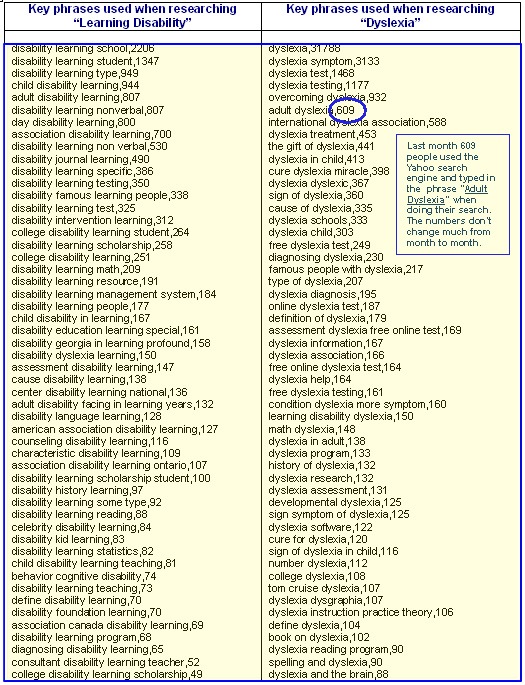 Key phrases used when researching
“Learning Disability”
disability learning school,2206
disability learning student,1347
disability learning type,949
child disability learning,944
adult disability learning,807
disability learning nonverbal,807
day disability learning,800
association disability learning,700
disability learning non verbal,530
disability journal learning,490
disability learning specific,386
disability learning testing,350
disability famous learning people,338
disability learning test,325
disability intervention learning,312
college disability learning student,264
disability learning scholarship,258
college disability learning,251
disability learning math,209
disability learning resource,191
disability learning management system,184
disability learning people,177
child disability in learning,167
disability education learning special,161
disability georgia in learning profound,158
disability dyslexia learning,150
assessment disability learning,147
cause disability learning,138
center disability learning national,136
adult disability facing in learning years,132
disability language learning,128
american association disability learning,127
counseling disability learning,116
characteristic disability learning,109
association disability learning ontario,107
disability learning scholarship student,100
disability history learning,97
disability learning some type,92
disability learning reading,88
celebrity disability learning,84
disability kid learning,83
disability learning statistics,82
child disability learning teaching,81
behavior cognitive disability,74
disability learning teaching,73
define disability learning,70
disability foundation learning,70
association canada disability learning,69
disability learning program,68
diagnosing disability learning,65
consultant disability learning teacher,52
college disability learning scholarship,49
Key phrases used when researching
“Dyslexia”
dyslexia,31788
dyslexia symptom,3133
dyslexia test,1468
dyslexia testing,1177
overcoming dyslexia,932
adult dyslexia,609
international dyslexia association,588
dyslexia treatment,453
the gift of dyslexia,441
dyslexia in child,413
cure dyslexia miracle,398
dyslexia dyslexic,367
sign of dyslexia,360
cause of dyslexia,335
dyslexia schools,333
dyslexia child,303
free dyslexia test,249
diagnosing dyslexia,230
famous people with dyslexia,217
type of dyslexia,207
dyslexia diagnosis,195
online dyslexia test,187
definition of dyslexia,179
assessment dyslexia free online test,169
dyslexia information,167
dyslexia association,166
free online dyslexia test,164
dyslexia help,164
free dyslexia testing,161
condition dyslexia more symptom,160
learning disability dyslexia,150
math dyslexia,148
dyslexia in adult,138
dyslexia program,133
history of dyslexia,132
dyslexia research,132
dyslexia assessment,131
developmental dyslexia,125
sign symptom of dyslexia,125
dyslexia software,122
cure for dyslexia,120
sign of dyslexia in child,116
number dyslexia,112
college dyslexia,108
tom cruise dyslexia,107
dyslexia dysgraphia,107
dyslexia instruction practice theory,106
define dyslexia,104
book on dyslexia,102
dyslexia reading program,90
spelling and dyslexia,90
dyslexia and the brain,88
Last month 609
people used the
Yahoo search
engine and typed in
the phrase "Adult
Dyslexia" when
doing their search.
The numbers don't
change much from
month to month.